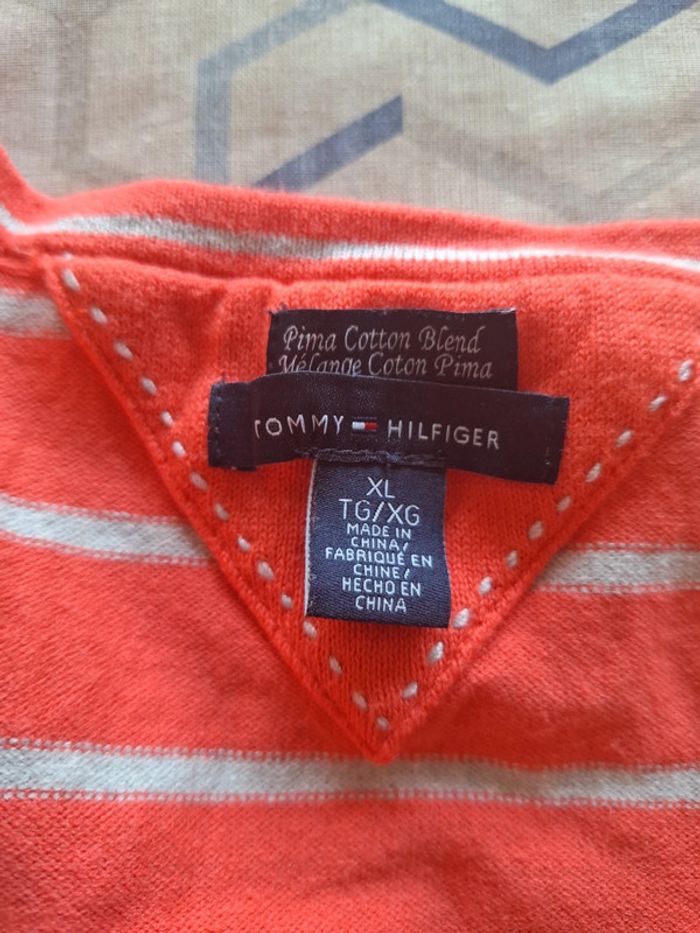 Pima Cotton Blend
Mélange Coton Pima
TOMMY HILFIGER
XL
TG/XG
MADE IN
CHINA/
FABRIQUÉ EN
CHINE/
HECHO EN
CHINA